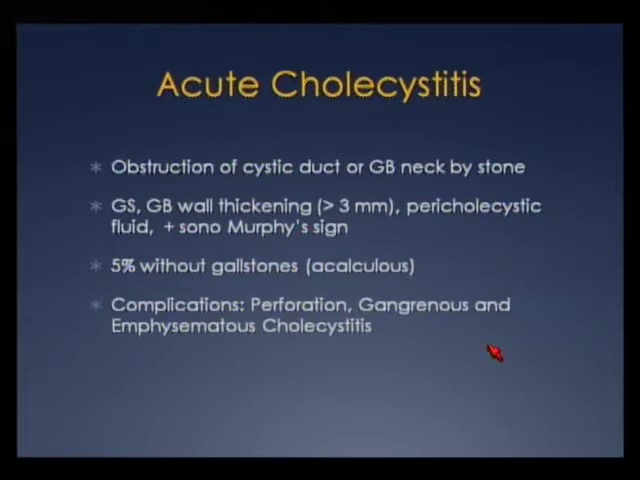 Acute Cholecystitis
* Obstruction of cystic duct or GB neck by stone
* GS, GB wall thickening (> 3 mm), pericholecystic
fluid, + sono Murphy's sign
* 5% without gallstones (acalculous)
* Complications: Perforation, Gangrenous and
Emphysematous Cholecystitis